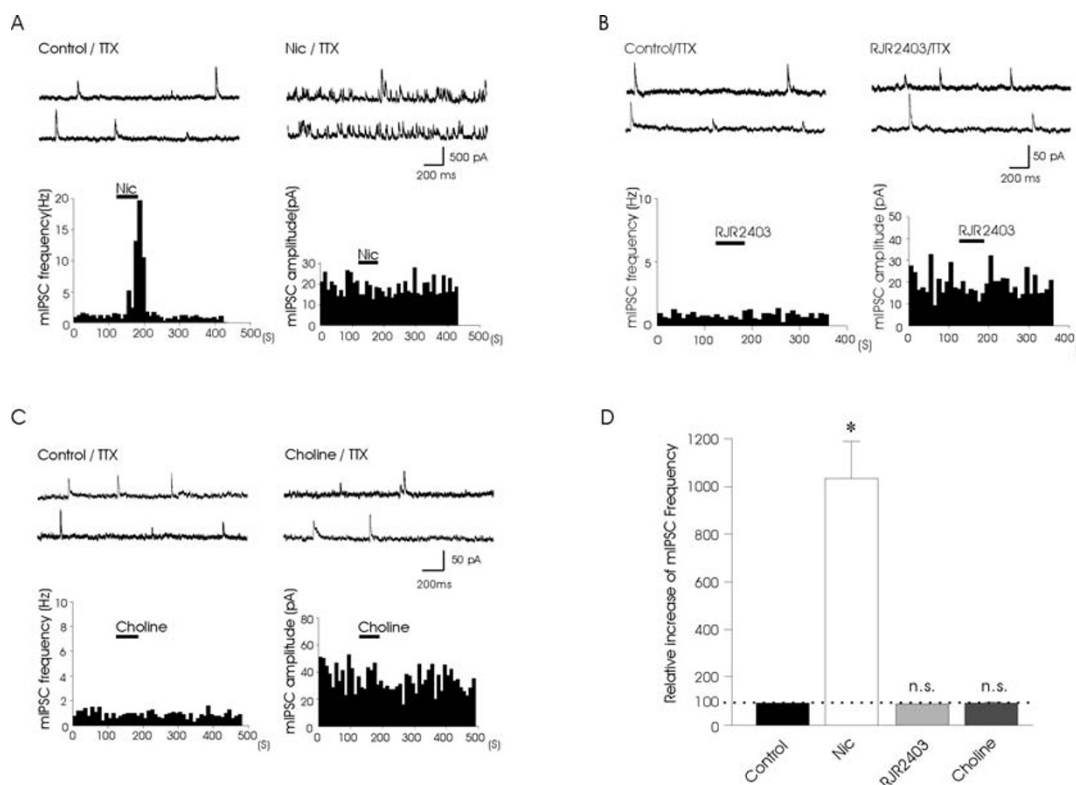 A
Control / TTX
Nic / TTX
500 pA
200 ms
mIPSC frequency(Hz)
20
15
10
5
0
Nic
0 100 200 300 400 500 (S)
mIPSC amplitude(pA)
50
40
30
20
10
0
Nic
0 100 200 300 400 500 (S)
B
Control/TTX
RJR2403/TTX
50 pA
200 ms
mIPSC frequency (Hz)
10
5
0
RJR2403
0 100 200 300 400 (S)
mIPSC amplitude (pA)
50
40
30
20
10
0
RJR2403
0 100 200 300 400 (S)
C
Control / TTX
Choline / TTX
50 pA
200ms
mIPSC frequency (Hz)
10
8
6
4
2
0
Choline
0 100 200 300 400 500 (S)
mIPSC amplitude (pA)
80
60
40
20
0
Choline
0 100 200 300 400 500 (S)
D
Relative increase of mIPSC Frequency
1200
1000
800
600
400
200
100
0
*
n.s.
n.s.
Control
Nic
RJR2403
Choline